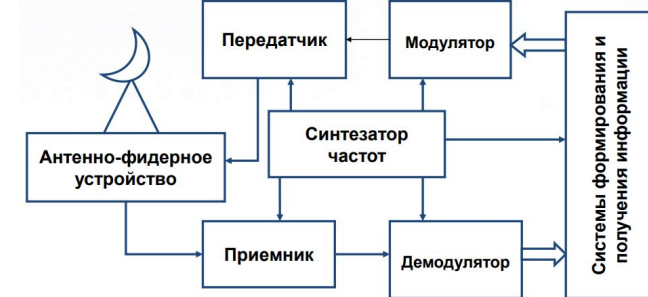 Передатчик
Модулятор
Синтезатор
частот
Антенно-фидерное
устройство
Приемник
Демодулятор
Системы формирования и
получения информации